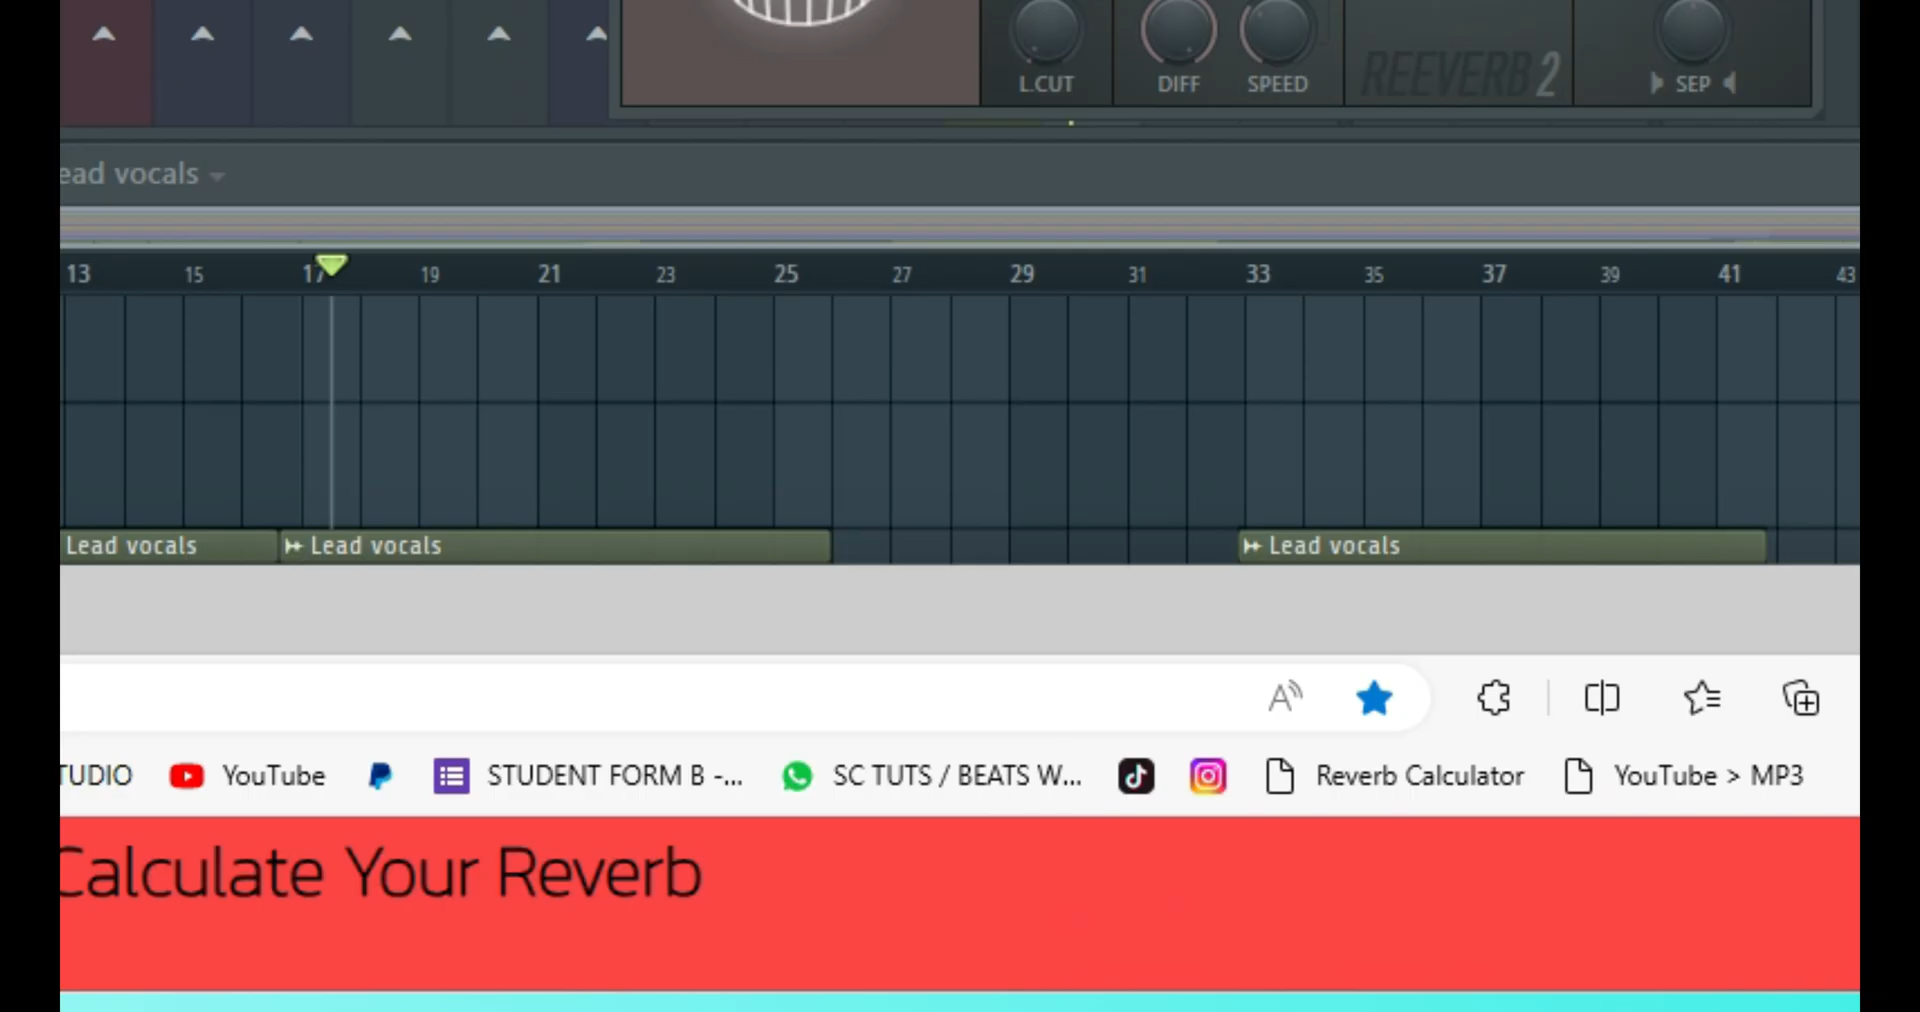 L.CUT DIFF SPEED REEVERB 2 SEP
ead vocals
13 15 17 19 21 23 25 27 29 31 33 35 37 39 41 43
Lead vocals Lead vocals Lead vocals
TUDIO YouTube STUDENT FORM B -... SC TUTS / BEATS W... Reverb Calculator YouTube > MP3
Calculate Your Reverb